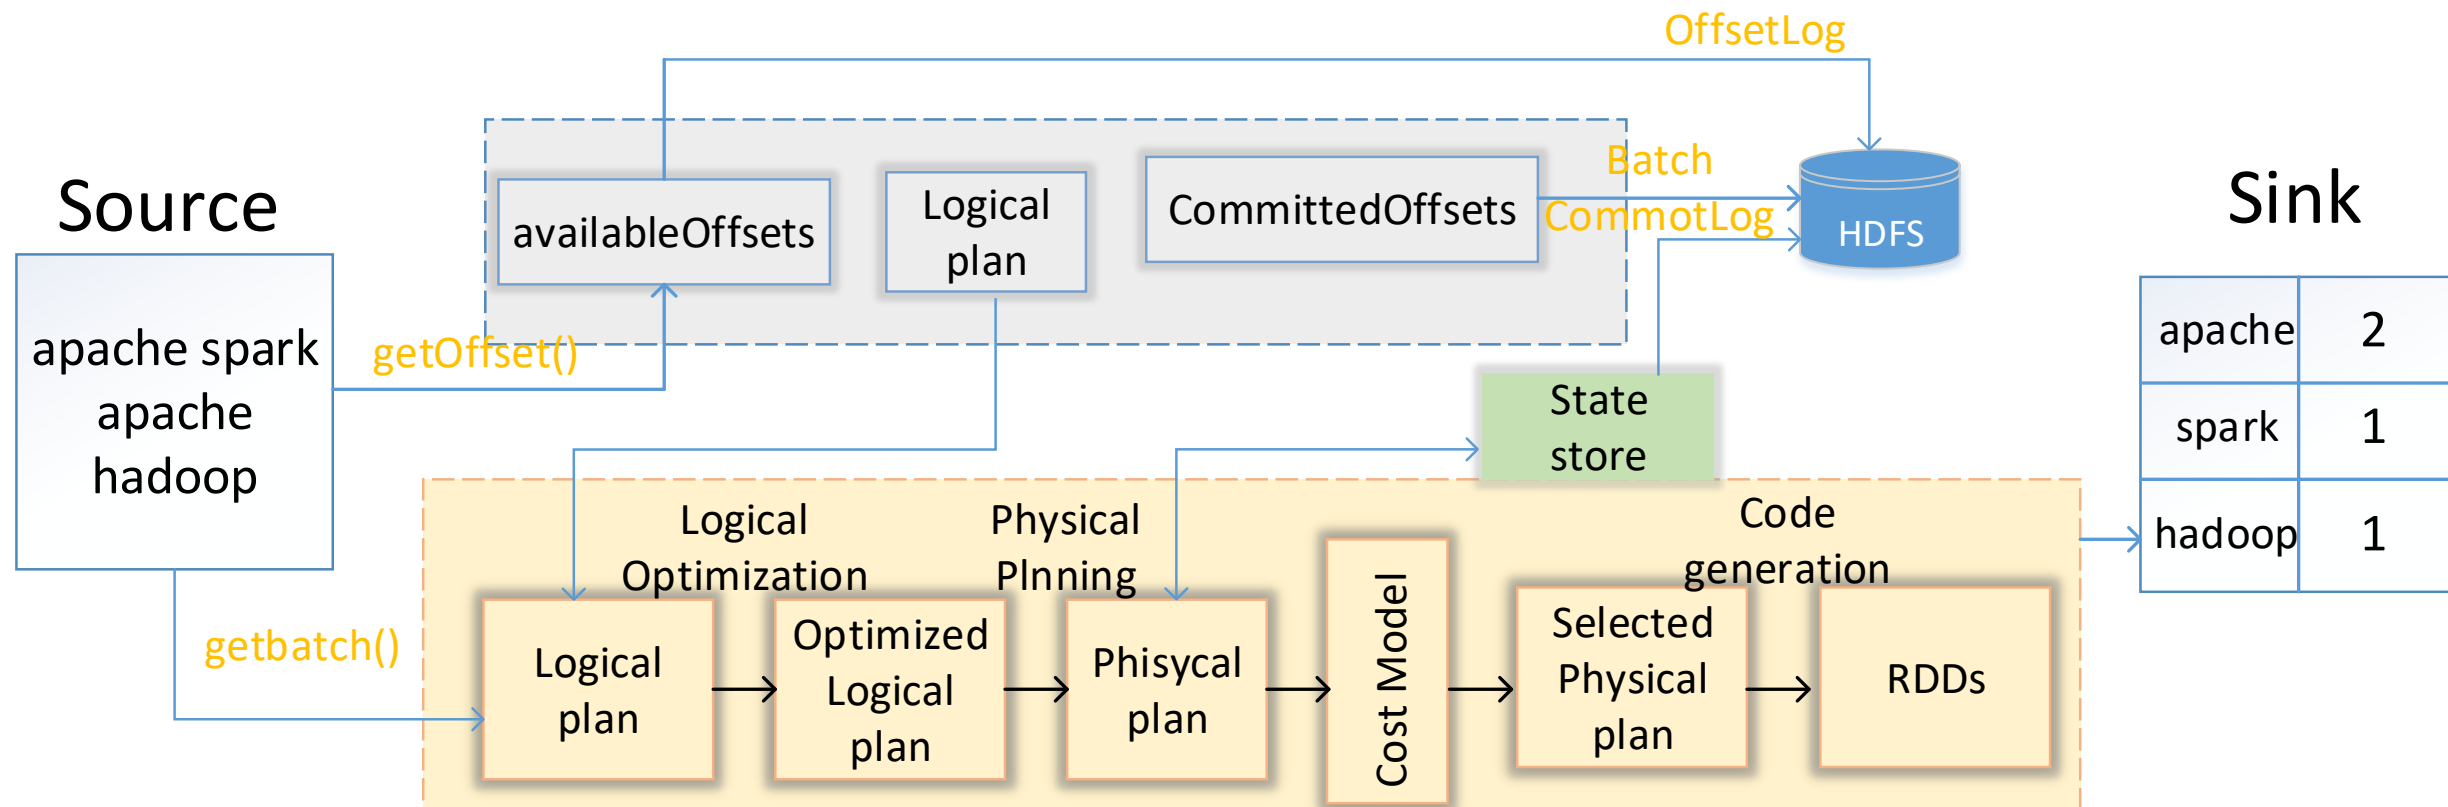 OffsetLog
Source
apache spark
apache
hadoop
getOffset()
getbatch()
availableOffsets
Logical
plan
CommittedOffsets
Batch
CommotLog
HDFS
State
store
Logical
Optimization
Physical
Plnning
Code
generation
Logical
plan
Optimized
Logical
plan
Phisycal
plan
Cost Model
Selected
Physical
plan
RDDs
Sink
apache 2
spark 1
hadoop 1